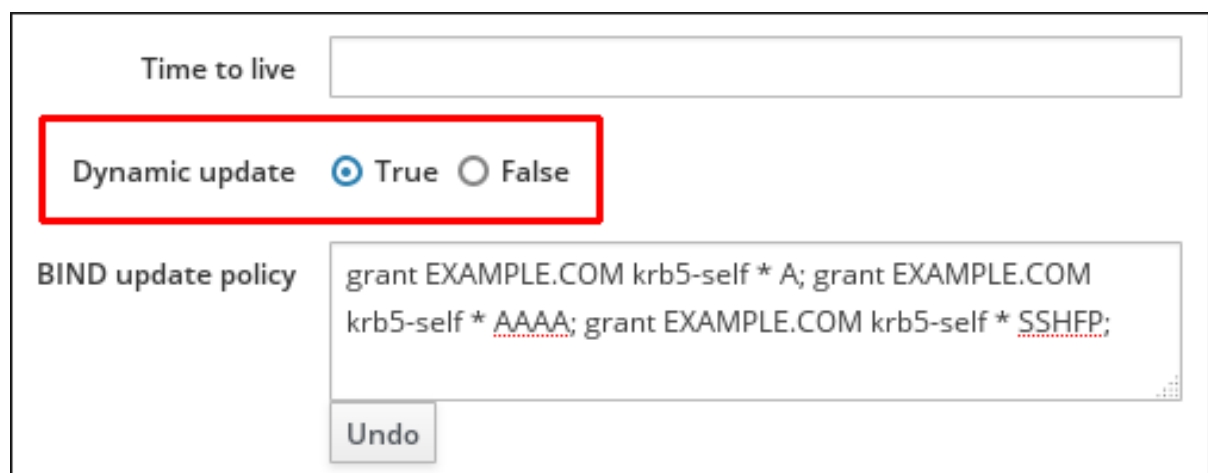 Time to live
Dynamic update True False
BIND update policy
grant EXAMPLE.COM krb5-self * A; grant EXAMPLE.COM
krb5-self * AAAA; grant EXAMPLE.COM krb5-self * SSHFP;
Undo